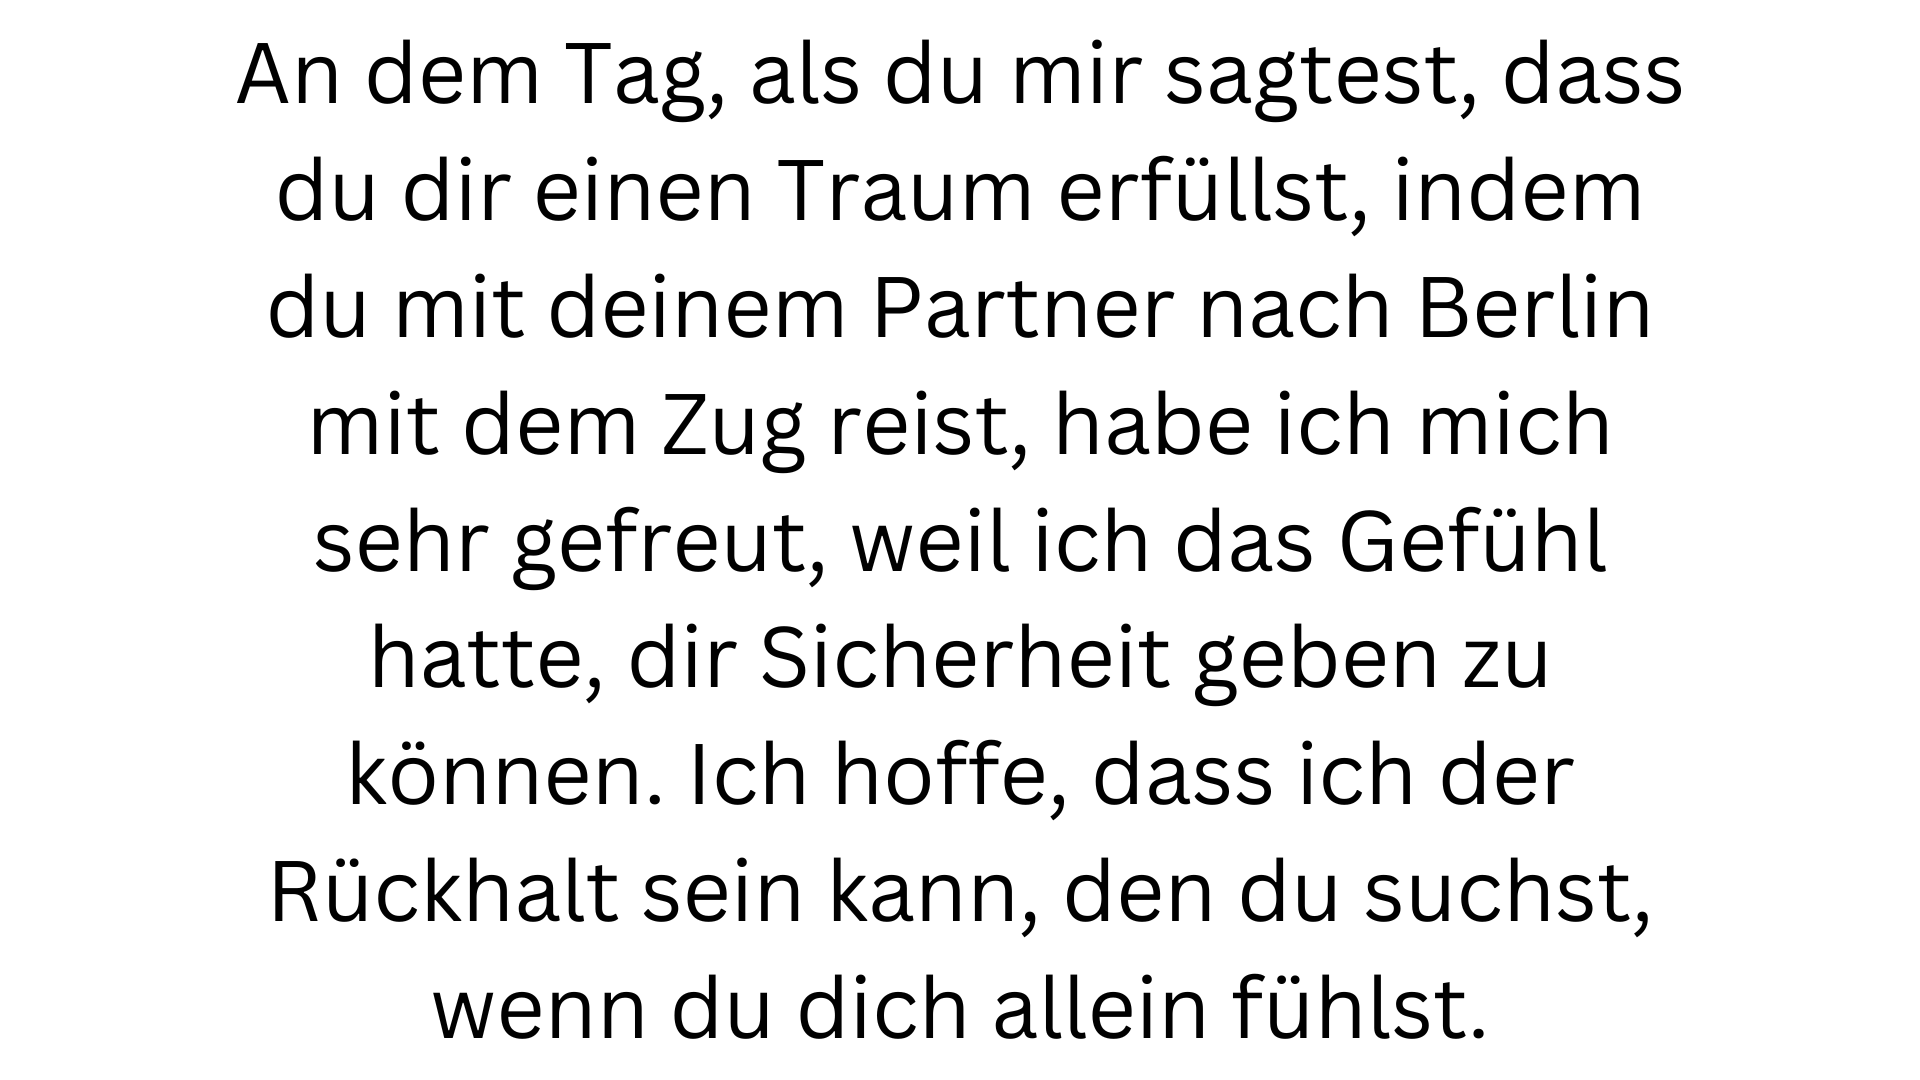 An dem Tag, als du mir sagtest, dass
du dir einen Traum erfüllst, indem
du mit deinem Partner nach Berlin
mit dem Zug reist, habe ich mich
sehr gefreut, weil ich das Gefühl
hatte, dir Sicherheit geben zu
können. Ich hoffe, dass ich der
Rückhalt sein kann, den du suchst,
wenn du dich allein fühlst.